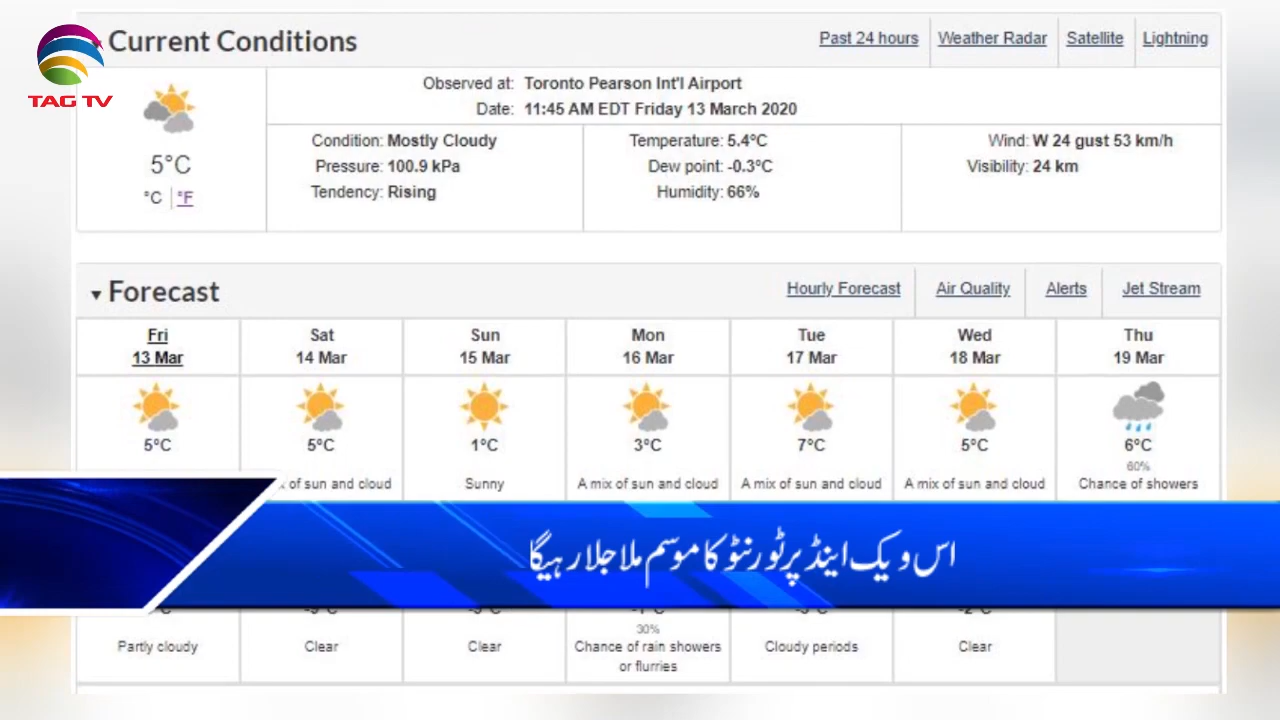 TAG TV
Current Conditions
Past 24 hours
Weather Radar
Satellite
Lightning
5°C
°C °F
Observed at: Toronto Pearson Int'l Airport
Date: 11:45 AM EDT Friday 13 March 2020
Condition: Mostly Cloudy
Pressure: 100.9 kPa
Tendency: Rising
Temperature: 5.4°C
Dew point: -0.3°C
Humidity: 66%
Wind: W 24 gust 53 km/h
Visibility: 24 km
Forecast
Hourly Forecast
Air Quality
Alerts
Jet Stream
Fri
13 Mar
5°C
Sat
14 Mar
5°C
of sun and cloud
Sun
15 Mar
1°C
Sunny
Mon
16 Mar
3°C
A mix of sun and cloud
Tue
17 Mar
7°C
A mix of sun and cloud
Wed
18 Mar
5°C
A mix of sun and cloud
Thu
19 Mar
6°C
60%
Chance of showers
اس ویک اینڈ پر ٹورنٹو کا موسم ملا جلا رہیگا
Partly cloudy
Clear
Clear
30%
Chance of rain showers
or flurries
Cloudy periods
Clear